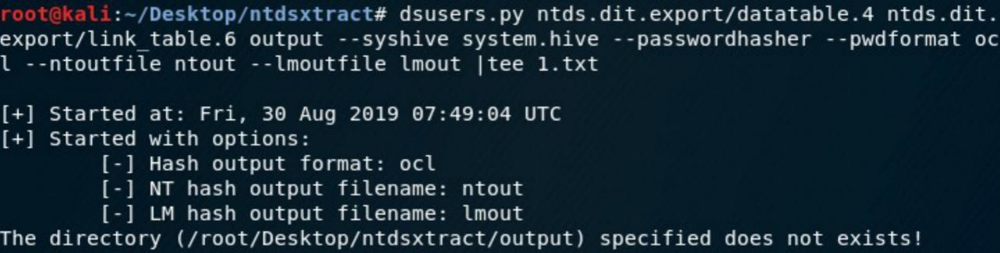 root@kali:~/Desktop/ntdsxtract# dsusers.py ntds.dit.export/datatable.4 ntds.dit.
export/link_table.6 output --syshive system.hive --passwordhasher --pwdformat oc
l --ntoutfile ntout --lmoutfile lmout |tee 1.txt
[+] Started at: Fri, 30 Aug 2019 07:49:04 UTC
[+] Started with options:
[-] Hash output format: ocl
[-] NT hash output filename: ntout
[-] LM hash output filename: lmout
The directory (/root/Desktop/ntdsxtract/output) specified does not exists!